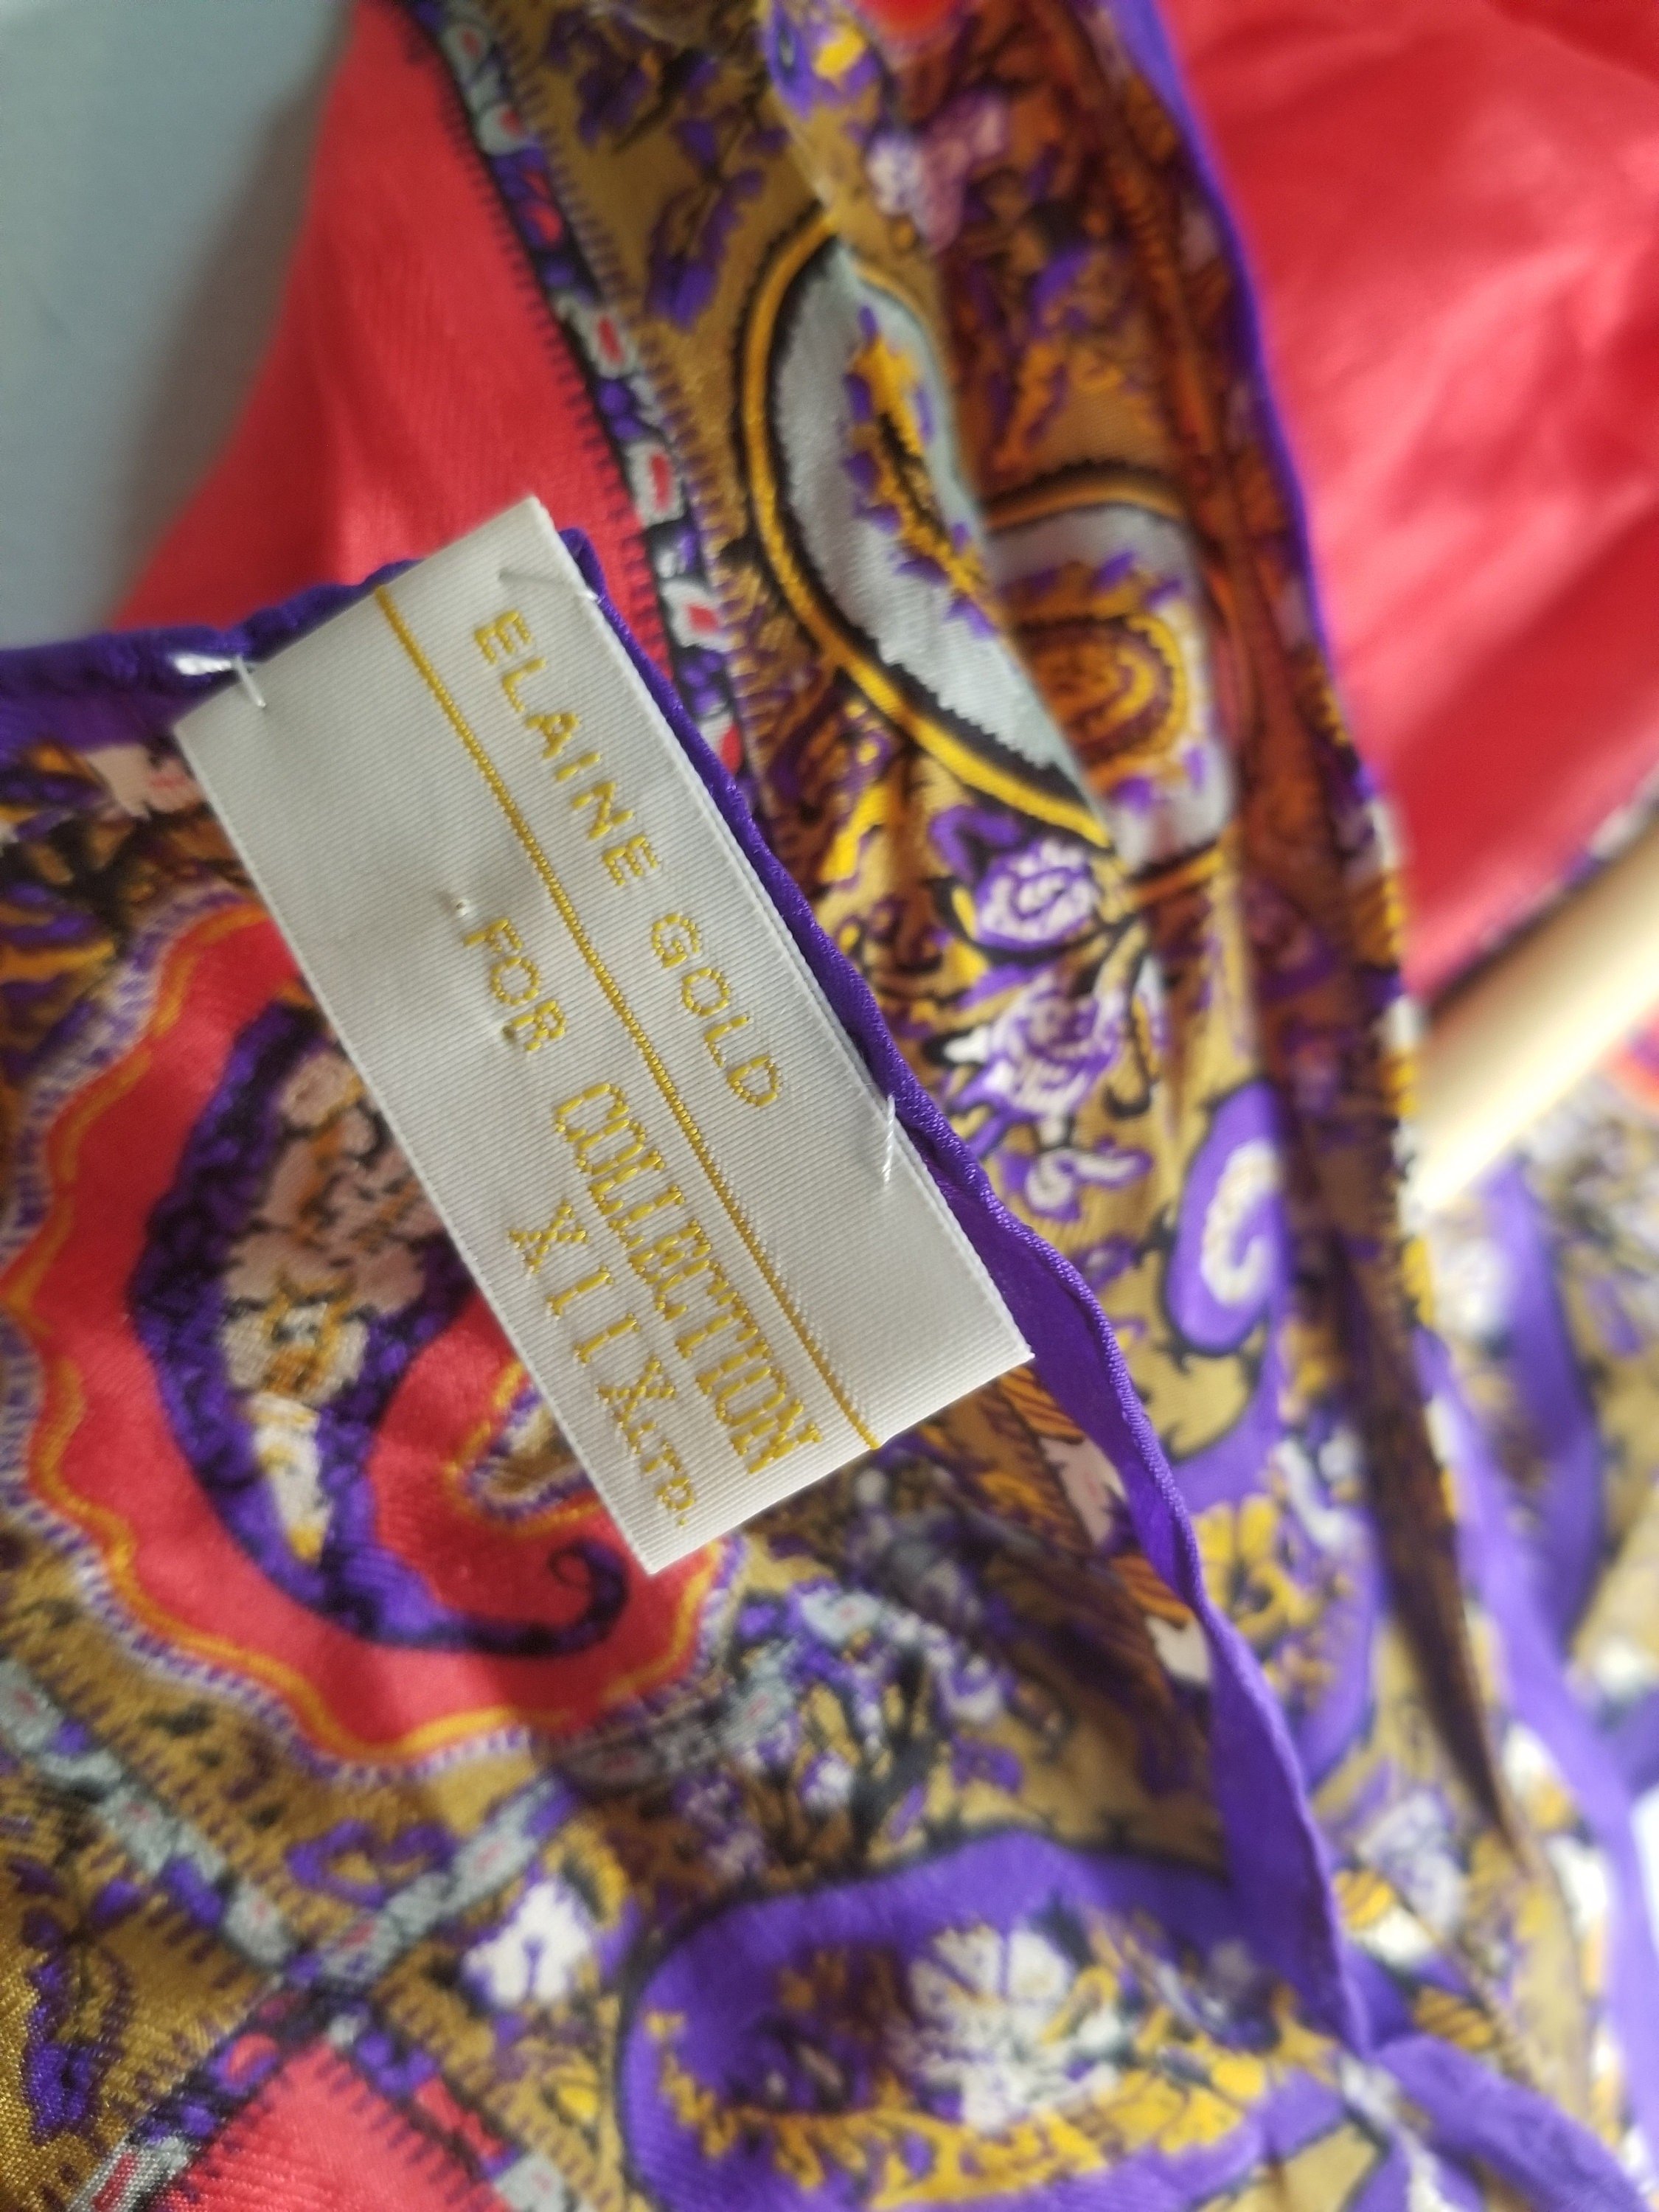 ELAINE GOLD
FOR COLLECTION
XIIX LTD.